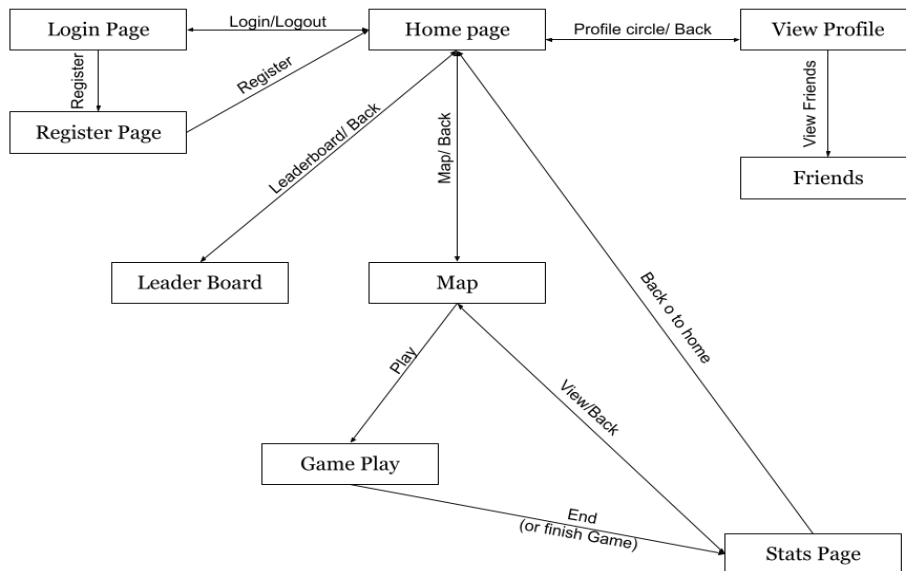 Login Page
Login/Logout
Home page
Profile circle/ Back
View Profile
Register
Register
Register Page
Leaderboard/ Back
Map/ Back
View Friends
Friends
Leader Board
Map
Back o to home
Play
View/Back
Game Play
End
(or finish Game)
Stats Page